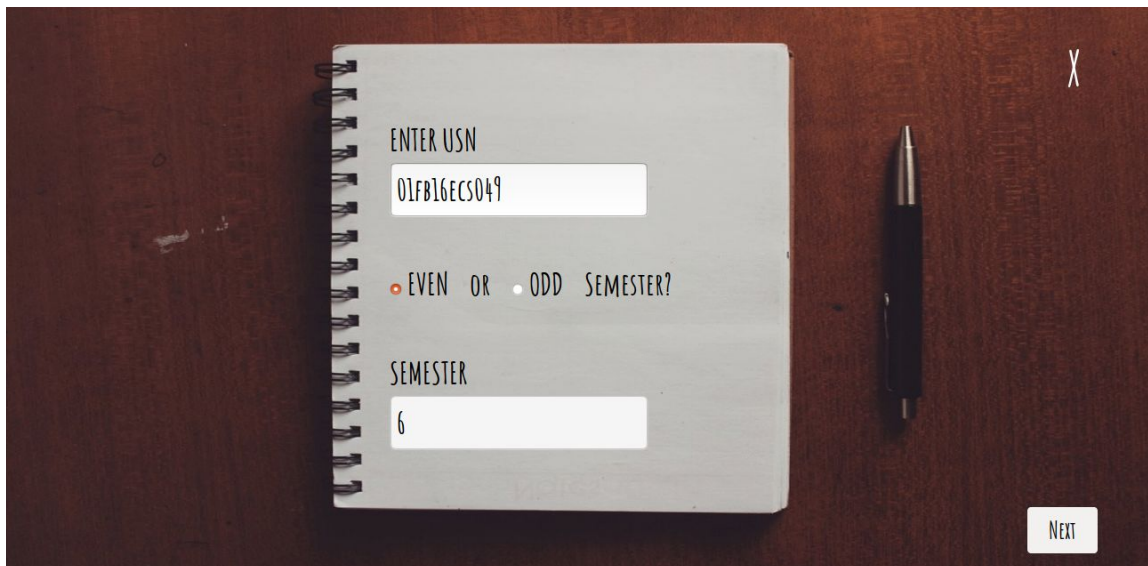 X
ENTER USN
01FB16ECS049
EVEN OR ODD SEMESTER?
SEMESTER
6
NEXT